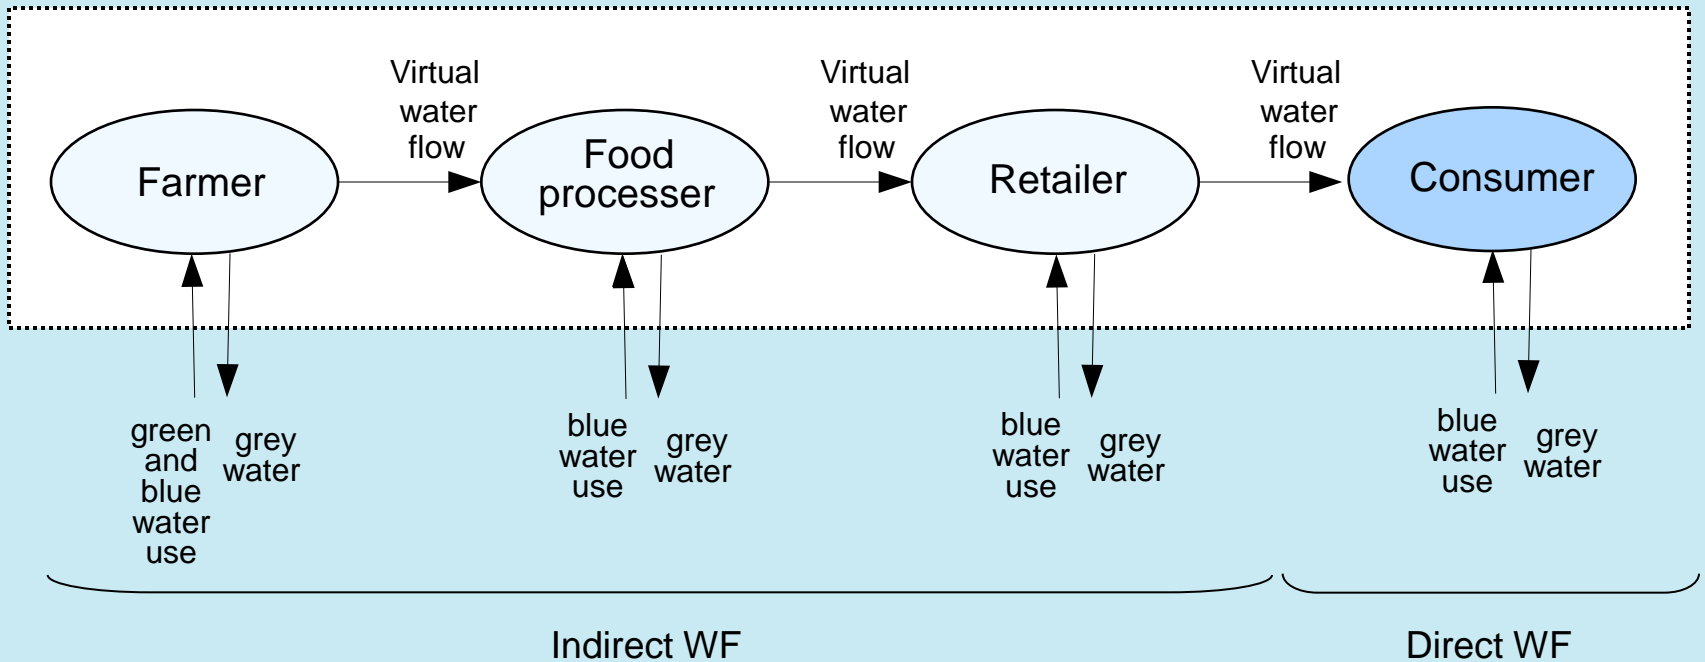 Virtual
water
flow
Virtual
water
flow
Virtual
water
flow
Farmer
Food
processer
Retailer
Consumer
green
and
blue
water
use
grey
water
blue
water
use
grey
water
blue
water
use
grey
water
blue
water
use
grey
water
Indirect WF
Direct WF